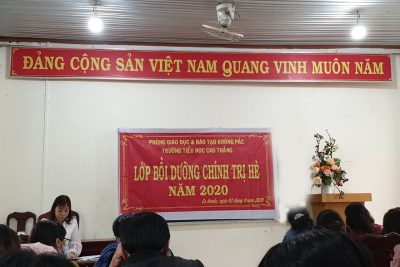 ĐẢNG CỘNG SẢN VIỆT NAM QUANG VINH MUÔN NĂM
PHÒNG GIÁO DỤC & ĐÀO TẠO KRÔNG PẮC
TRƯỜNG TIỂU HỌC CAO THẮNG
LỚP BỒI DƯỠNG CHÍNH TRỊ HÈ
NĂM 2020